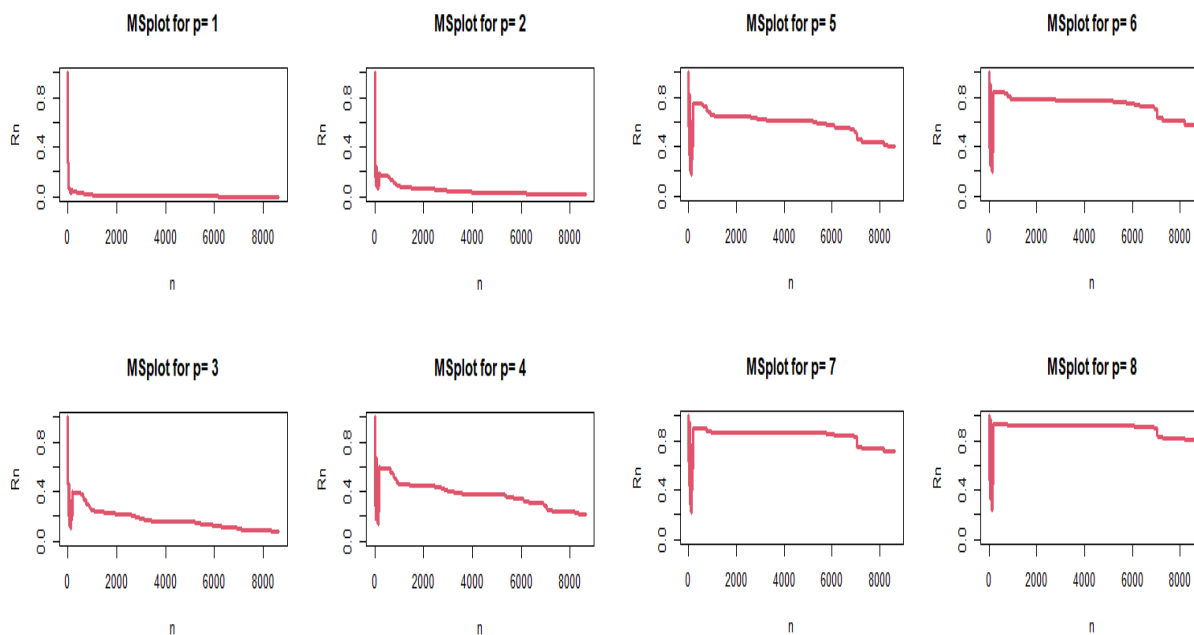 MSplot for p= 1
Rn
0.0 0.4 0.8
0 2000 4000 6000 8000
n
MSplot for p= 2
Rn
0.0 0.4 0.8
0 2000 4000 6000 8000
n
MSplot for p= 5
Rn
0.0 0.4 0.8
0 2000 4000 6000 8000
n
MSplot for p= 6
Rn
0.0 0.4 0.8
0 2000 4000 6000 8000
n
MSplot for p= 3
Rn
0.0 0.4 0.8
0 2000 4000 6000 8000
n
MSplot for p= 4
Rn
0.0 0.4 0.8
0 2000 4000 6000 8000
n
MSplot for p= 7
Rn
0.0 0.4 0.8
0 2000 4000 6000 8000
n
MSplot for p= 8
Rn
0.0 0.4 0.8
0 2000 4000 6000 8000
n